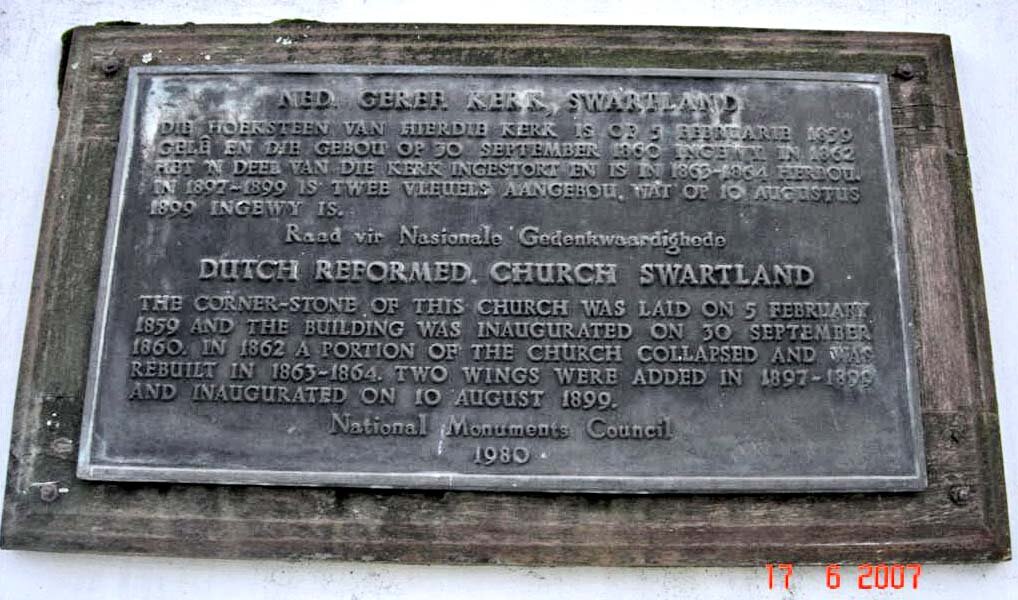 NED. GEREF. KERK, SWARTLAND
DIE HOEKSTEEN VAN HIERDIE KERK IS OP 5 FEBRUARIE 1859
GELÊ EN DIE GEBOU OP 30 SEPTEMBER 1860 INGEWY. IN 1862
HET 'N DEEL VAN DIE KERK INGESTORT EN IS IN 1863-1864 HERBOU.
IN 1897-1899 IS TWEE VLEUELS AANGEBOU, WAT OP 10 AUGUSTUS
1899 INGEWY IS.
Raad vir Nasionale Gedenkwaardighede
DUTCH REFORMED CHURCH SWARTLAND
THE CORNER-STONE OF THIS CHURCH WAS LAID ON 5 FEBRUARY
1859 AND THE BUILDING WAS INAUGURATED ON 30 SEPTEMBER
1860. IN 1862 A PORTION OF THE CHURCH COLLAPSED AND WAS
REBUILT IN 1863-1864. TWO WINGS WERE ADDED IN 1897-1899
AND INAUGURATED ON 10 AUGUST 1899.
National Monuments Council
1980
17 6 2007